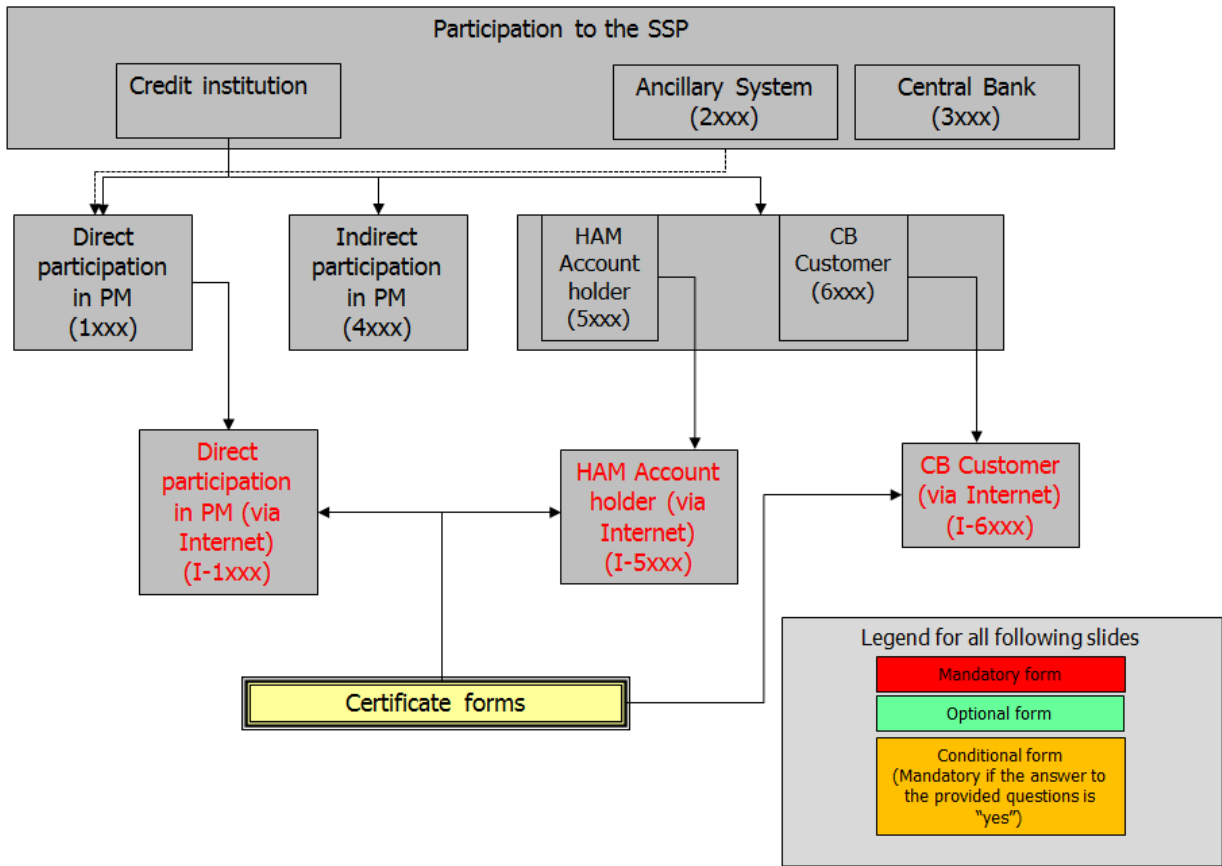 Participation to the SSP
Credit institution
Ancillary System
(2xxx)
Central Bank
(3xxx)
Direct
participation
in PM
(1xxx)
Indirect
participation
in PM
(4xxx)
HAM
Account
holder
(5xxx)
CB
Customer
(6xxx)
Direct
participation
in PM (via
Internet)
(I-1xxx)
HAM Account
holder (via
Internet)
(I-5xxx)
CB Customer
(via Internet)
(I-6xxx)
Certificate forms
Legend for all following slides
Mandatory form
Optional form
Conditional form
(Mandatory if the answer to
the provided questions is
“yes”)